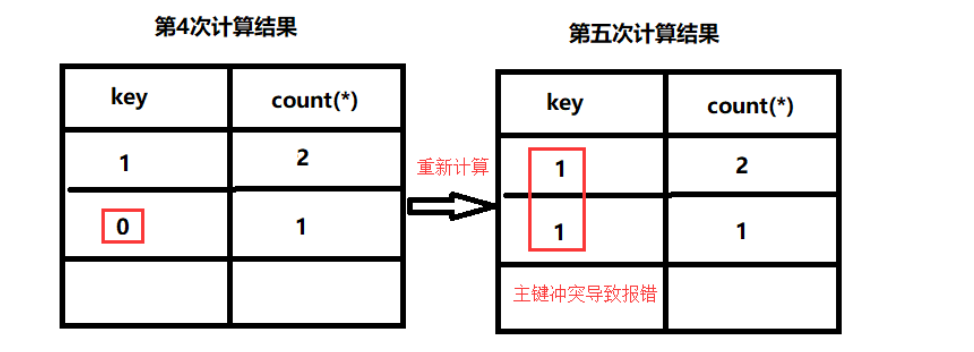 第4次计算结果
第五次计算结果
key
count(*)
1
2
0
1
重新计算
key
count(*)
1
2
1
1
主键冲突导致报错